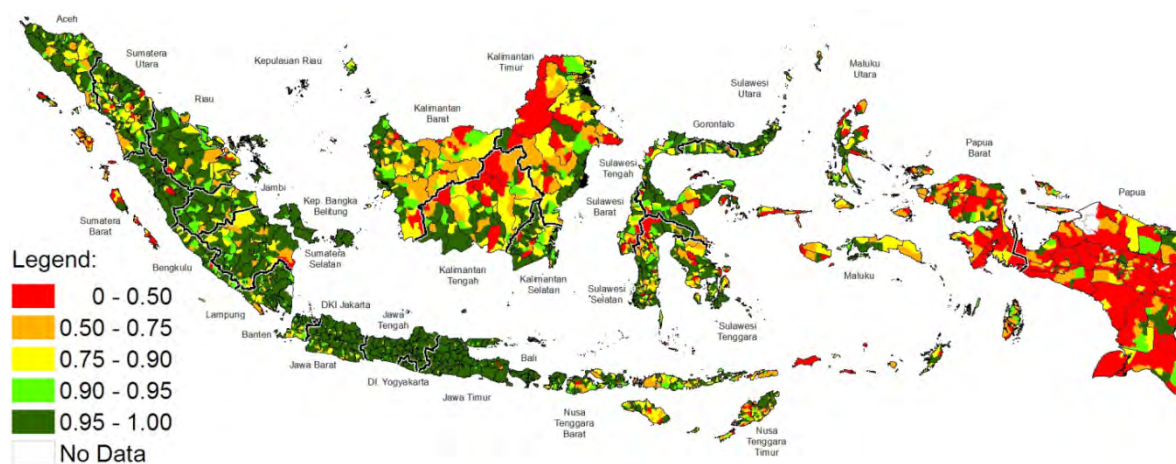 Aceh
Sumatera
Utara
Kepulauan Riau
Riau
Kalimantan
Timur
Kalimantan
Barat
Sulawesi
Utara
Maluku
Utara
Gorontalo
Papua
Barat
Papua
Sulawesi
Tengah
Sulawesi
Barat
Jambi
Kep. Bangka
Belitung
Sumatera
Barat
Sumatera
Selatan
Bengkulu
Kalimantan
Tengah
Kalimantan
Selatan
Sulawesi
Selatan
Maluku
Lampung
DKI Jakarta
Jawa
Tengah
Sulawesi
Tenggara
Banten
Jawa Barat
Bali
DI. Yogyakarta
Jawa Timur
Nusa
Tenggara
Barat
Nusa
Tenggara
Timur
Legend:
0 - 0.50
0.50 - 0.75
0.75 - 0.90
0.90 - 0.95
0.95 - 1.00
No Data